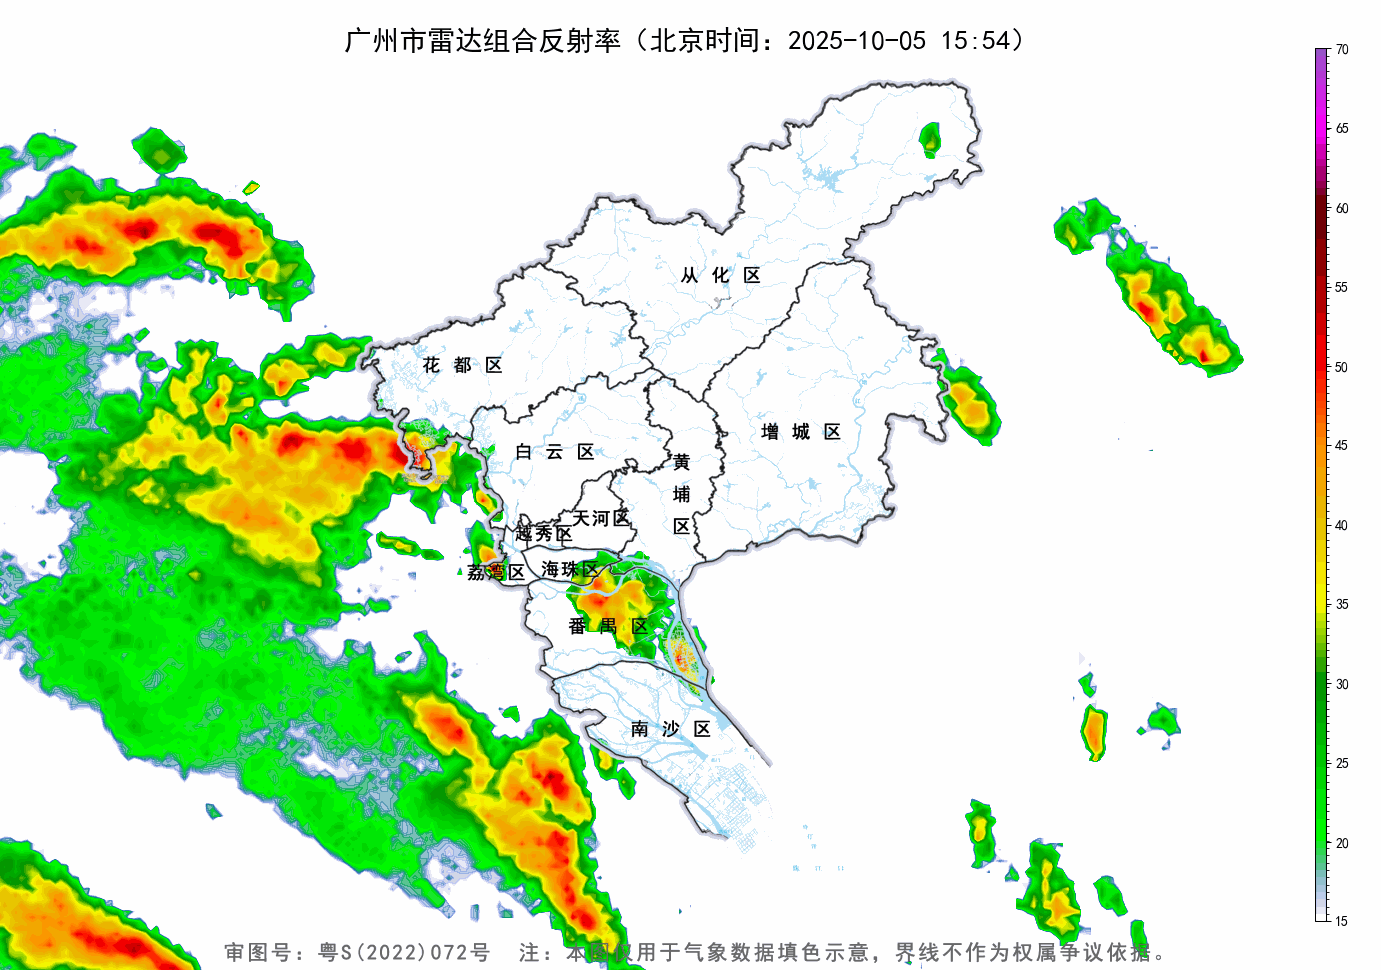 广州市雷达组合反射率（北京时间：2025-10-05 15:54）
70
65
60
55
50
45
40
35
30
25
20
15
从化区
花都区
增城区
白云区
黄埔区
天河区
越秀区
荔湾区
海珠区
番禺区
南沙区
审图号：粤S(2022)072号 注：本图仅用于气象数据填色示意，界线不作为权属争议依据。